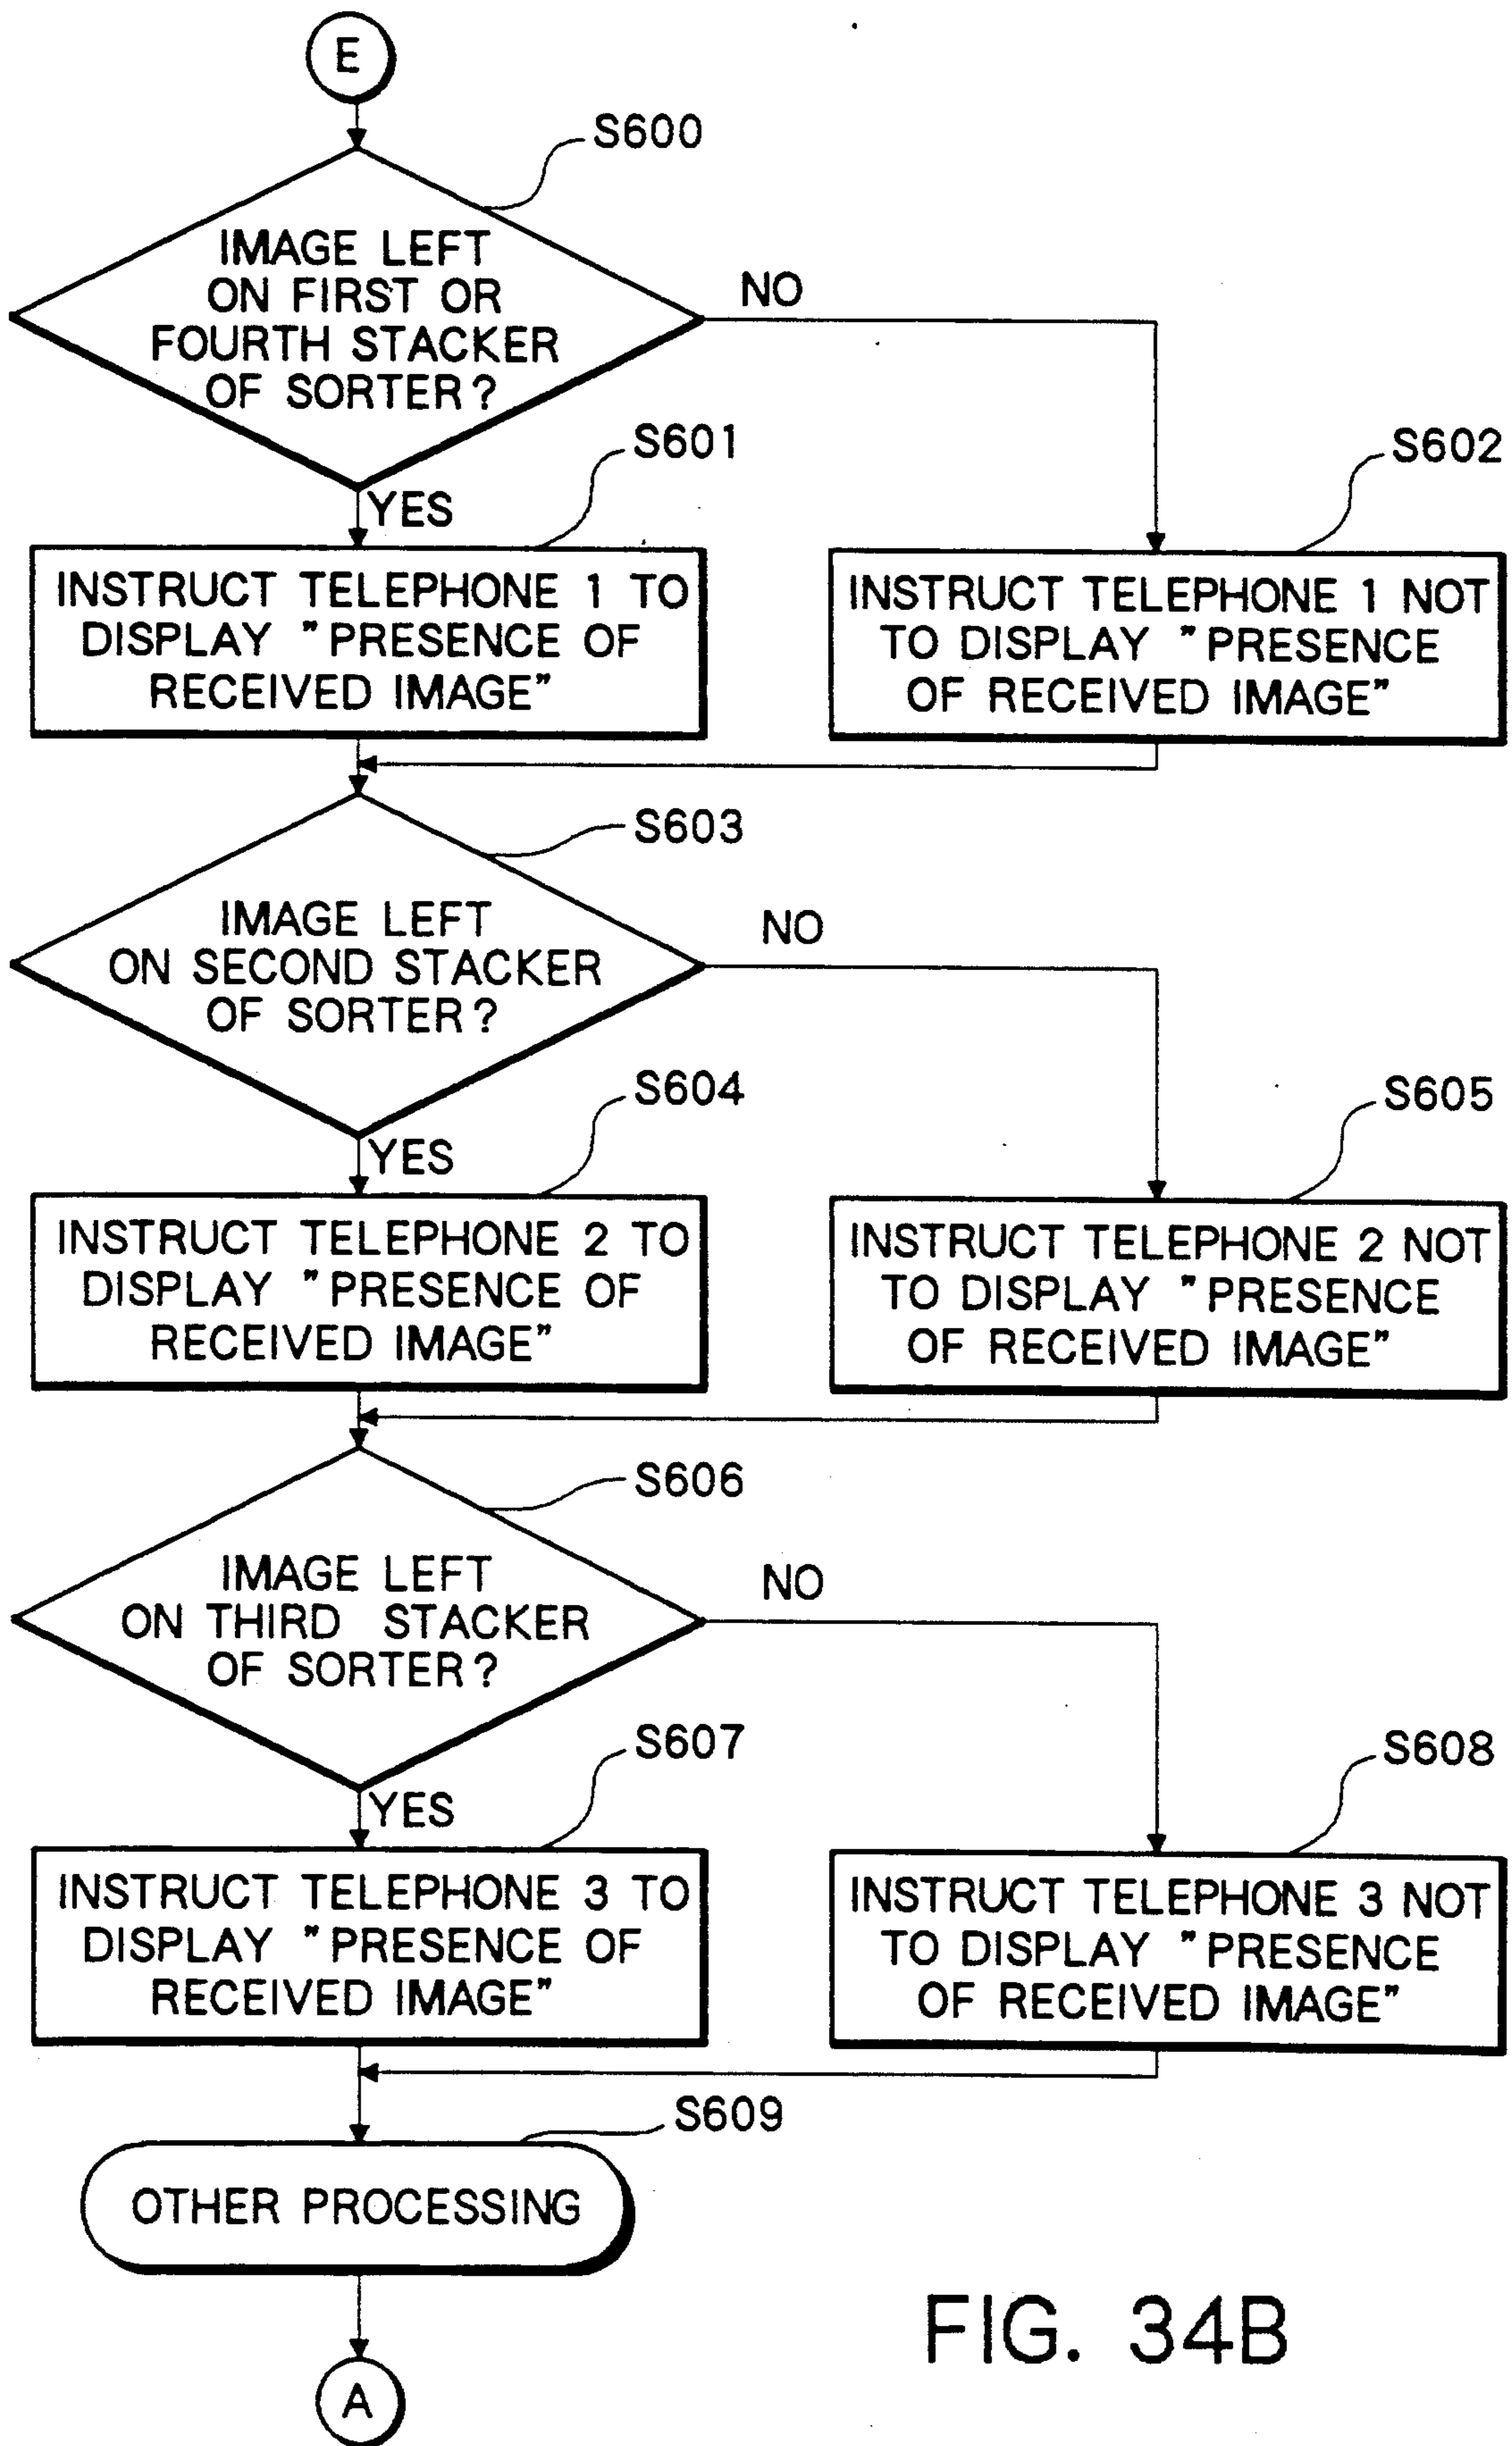 E
S600
IMAGE LEFT
ON FIRST OR
FOURTH STACKER
OF SORTER?
NO
YES
S601
INSTRUCT TELEPHONE 1 TO
DISPLAY "PRESENCE OF
RECEIVED IMAGE"
S602
INSTRUCT TELEPHONE 1 NOT
TO DISPLAY "PRESENCE
OF RECEIVED IMAGE"
S603
IMAGE LEFT
ON SECOND STACKER
OF SORTER?
NO
YES
S604
INSTRUCT TELEPHONE 2 TO
DISPLAY "PRESENCE OF
RECEIVED IMAGE"
S605
INSTRUCT TELEPHONE 2 NOT
TO DISPLAY "PRESENCE
OF RECEIVED IMAGE"
S606
IMAGE LEFT
ON THIRD STACKER
OF SORTER?
NO
YES
S607
INSTRUCT TELEPHONE 3 TO
DISPLAY "PRESENCE OF
RECEIVED IMAGE"
S608
INSTRUCT TELEPHONE 3 NOT
TO DISPLAY "PRESENCE
OF RECEIVED IMAGE"
S609
OTHER PROCESSING
A
FIG. 34B